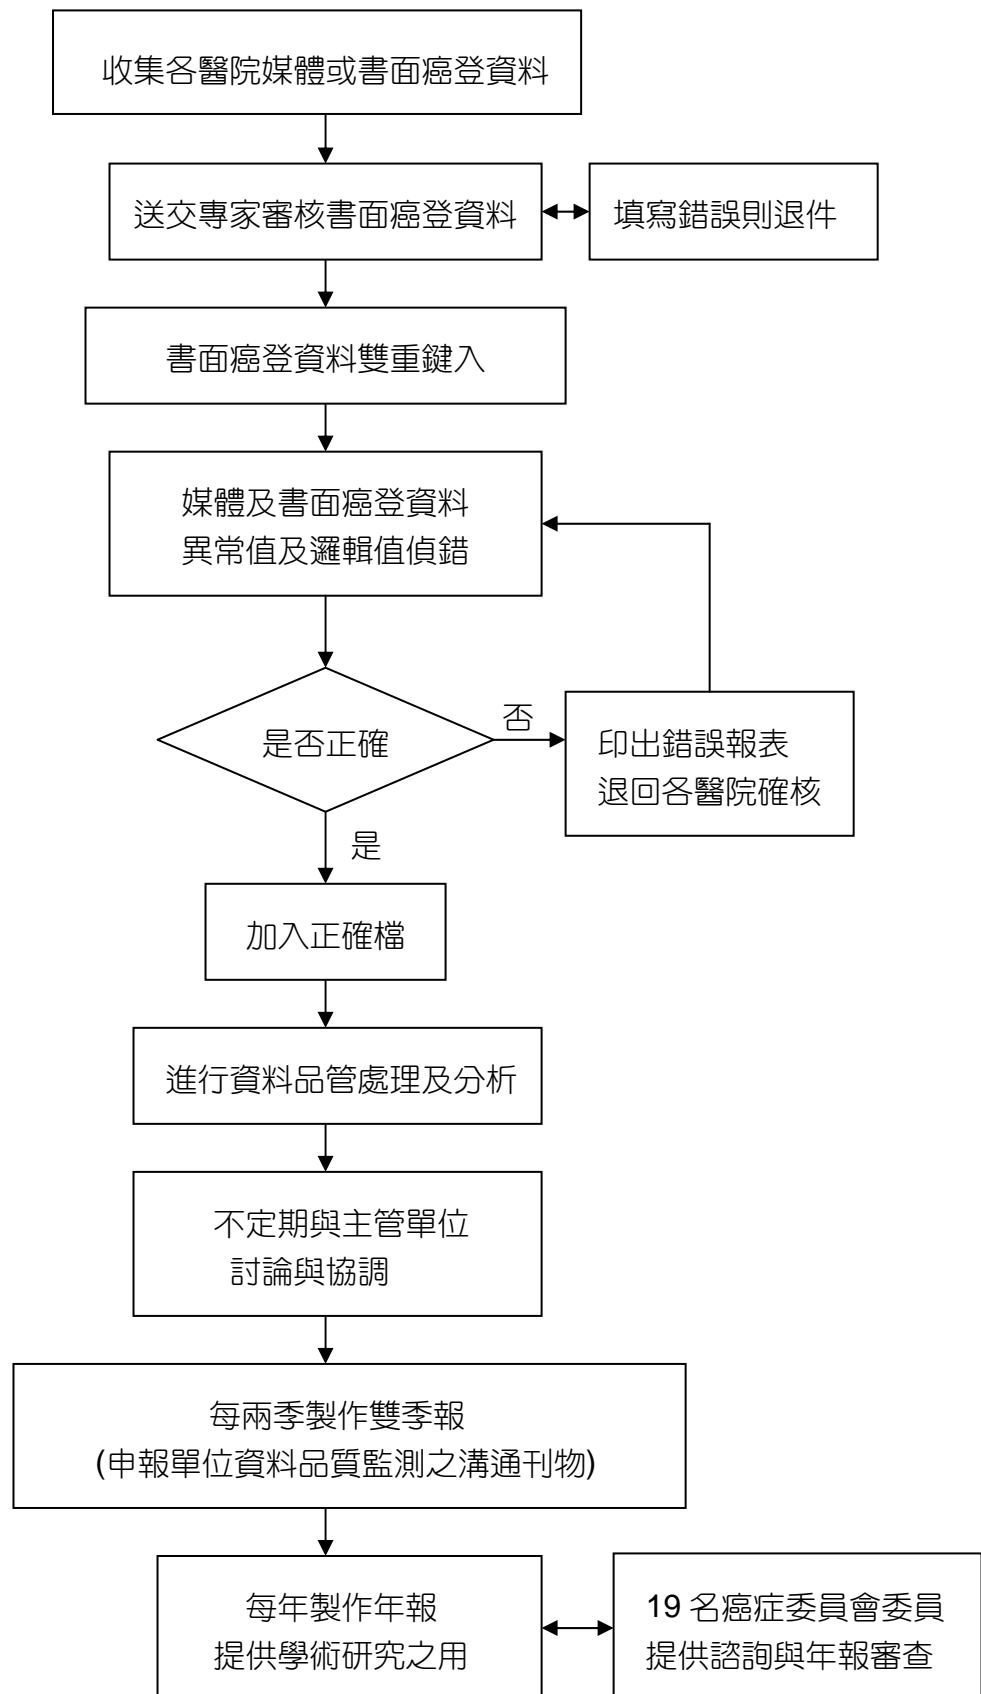 收集各醫院媒體或書面癌登資料
送交專家審核書面癌登資料
填寫錯誤則退件
書面癌登資料雙重鍵入
媒體及書面癌登資料
異常值及邏輯值偵錯
是否正確
否
印出錯誤報表
退回各醫院確核
是
加入正確檔
進行資料品管處理及分析
不定期與主管單位
討論與協調
每兩季製作雙季報
(申報單位資料品質監測之溝通刊物)
每年製作年報
提供學術研究之用
19 名癌症委員會委員
提供諮詢與年報審查